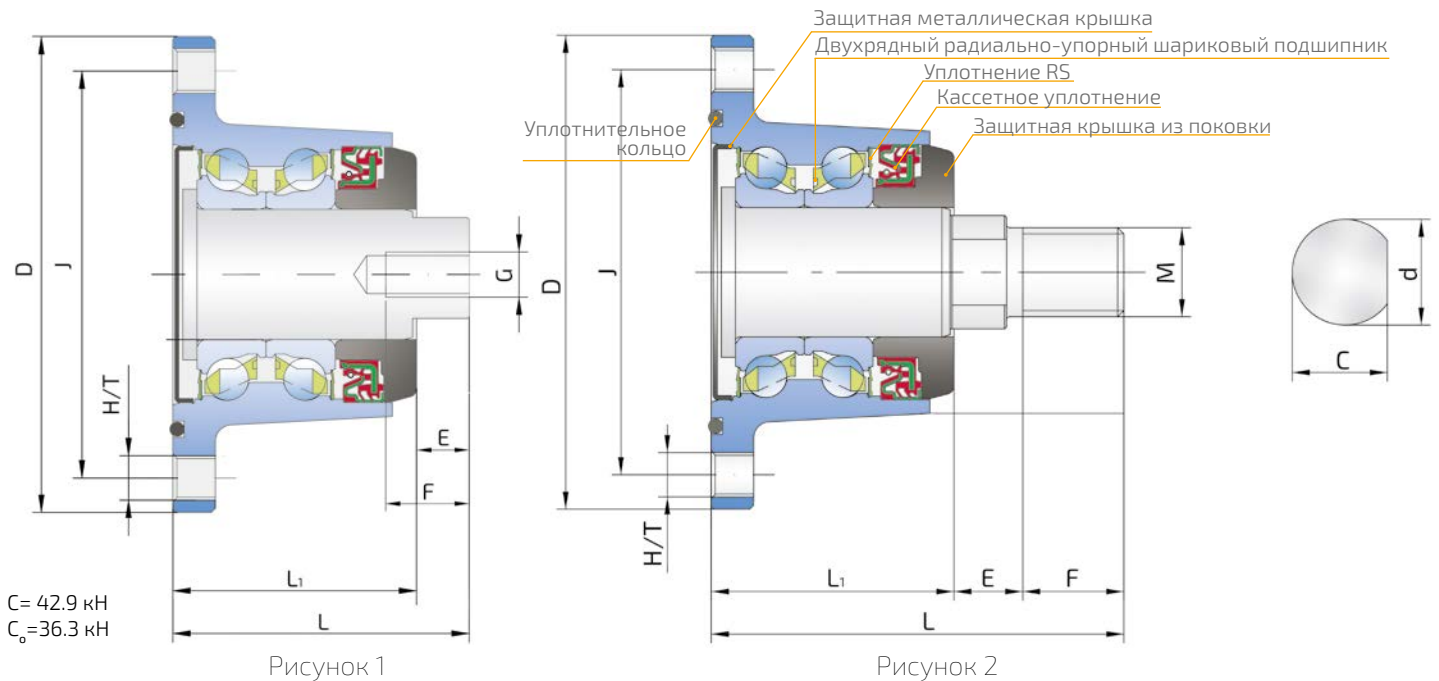 Защитная металлическая крышка
Двухрядный радиально-упорный шариковый подшипник
Уплотнение RS
Кассетное уплотнение
Защитная крышка из поковки
Уплотнительное
кольцо
D
J
H/T
G
E
F
L₁
L
C= 42.9 кН
Cₒ=36.3 кН
Рисунок 1
D
J
H/T
M
L₁
E
F
L
Рисунок 2
d
C